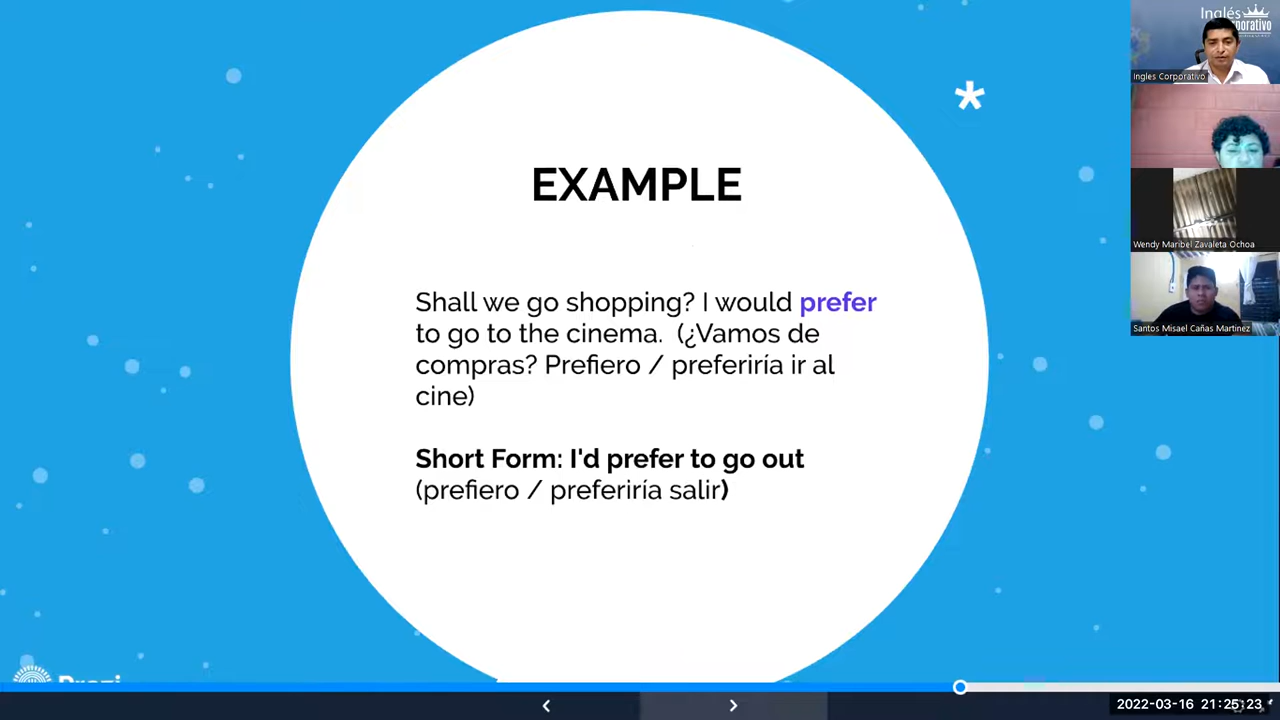 EXAMPLE
Shall we go shopping? I would prefer
to go to the cinema. (¿Vamos de
compras? Prefiero / preferiría ir al
cine)
Short Form: I'd prefer to go out
(prefiero / preferiría salir)
Inglés
Ingles Corporativo
Wendy Maribel Zavaleta Ochoa
Santos Misael Cañas Martinez
Prezi
2022-03-16 21:25:23